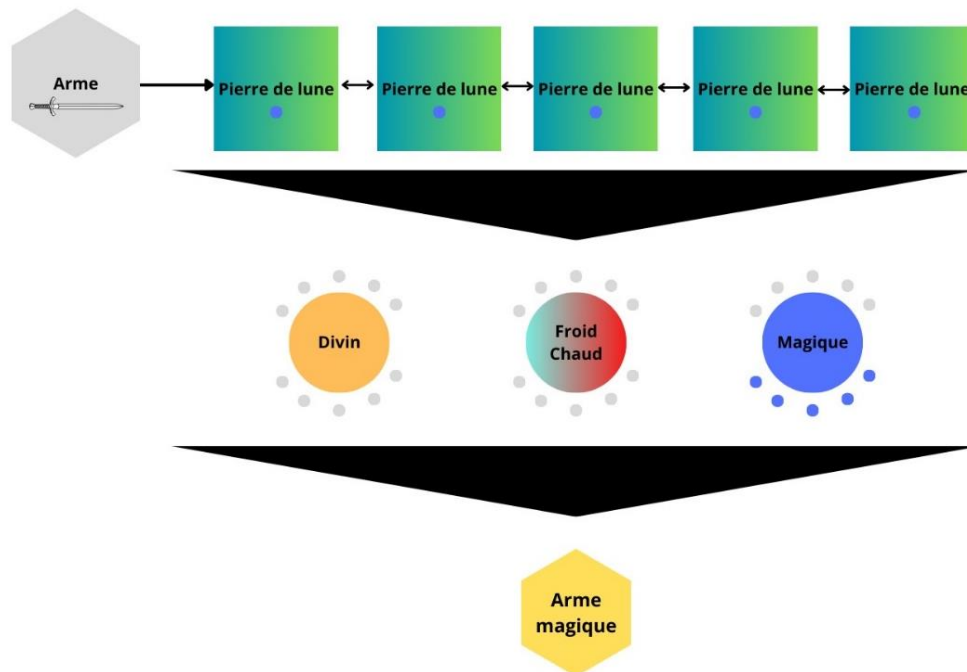 Arme
Pierre de lune
Pierre de lune
Pierre de lune
Pierre de lune
Pierre de lune
Divin
Froid
Chaud
Magique
Arme
magique